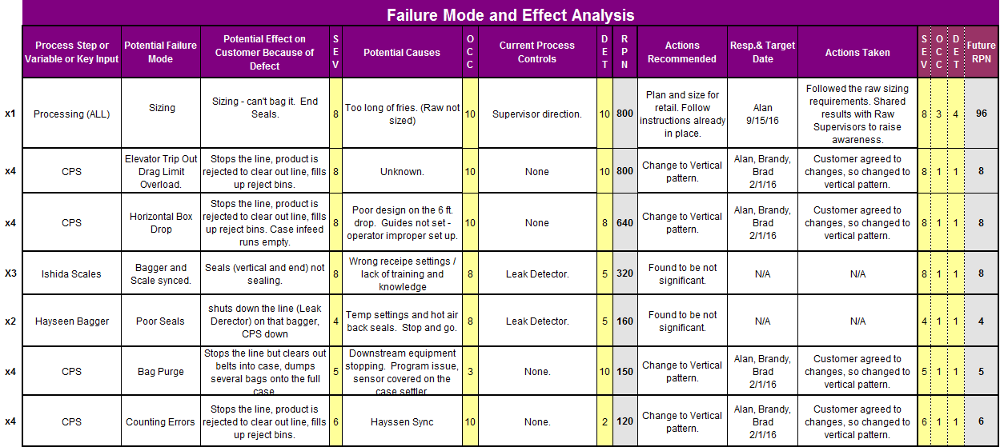 Failure Mode and Effect Analysis
Process Step or
Variable or Key Input
Potential Failure
Mode
Potential Effect on
Customer Because of
Defect
S
E
V
Potential Causes
O
C
C
Current Process
Controls
D
E
T
R
P
N
Actions
Recommended
Resp.& Target
Date
Actions Taken
S
E
V
O
C
C
D
E
T
Future
RPN
x1
Processing (ALL)
Sizing
Sizing - can't bag it. End
Seals.
8
Too long of fries. (Raw not
sized)
10
Supervisor direction.
10
800
Plan and size for
retail. Follow
instructions already
in place.
Alan
9/15/16
Followed the raw sizing
requirements. Shared
results with Raw
Supervisors to raise
awareness.
8
3
4
96
x4
CPS
Elevator Trip Out
Drag Limit
Overload.
Stops the line, product is
rejected to clear out line, fills
up reject bins.
8
Unknown.
10
None
10
800
Change to Vertical
pattern.
Alan, Brandy,
Brad
2/1/16
Customer agreed to
changes, so changed to
vertical pattern.
8
1
1
8
x4
CPS
Horizontal Box
Drop
Stops the line, product is
rejected to clear out line, fills
up reject bins. Case infeed
runs empty.
8
Poor design on the 6 ft.
drop. Guides not set -
operator improper set up.
10
None
8
640
Change to Vertical
pattern.
Alan, Brandy,
Brad
2/1/16
Customer agreed to
changes, so changed to
vertical pattern.
8
1
1
8
X3
Ishida Scales
Bagger and
Scale synced.
Seals (vertical and end) not
sealing.
8
Wrong receipe settings /
lack of training and
knowledge
8
Leak Detector.
5
320
Found to be not
significant.
N/A
N/A
8
1
1
8
x2
Hayseen Bagger
Poor Seals
shuts down the line (Leak
Derector) on that bagger,
CPS down
4
Temp settings and hot air
back seals. Stop and go.
8
Leak Detector.
5
160
Found to be not
significant.
N/A
N/A
4
1
1
4
x4
CPS
Bag Purge
Stops the line but clears out
belts into case, dumps
several bags onto the full
case
5
Downstream equipment
stopping. Program issue,
sensor covered on the
case settler
3
None.
10
150
Change to Vertical
pattern.
Alan, Brandy,
Brad
2/1/16
Customer agreed to
changes, so changed to
vertical pattern.
5
1
1
5
x4
CPS
Counting Errors
Stops the line, product is
rejected to clear out line, fills
up reject bins.
6
Hayssen Sync
10
None.
2
120
Change to Vertical
pattern.
Alan, Brandy,
Brad
2/1/16
Customer agreed to
changes, so changed to
vertical pattern.
6
1
1
6